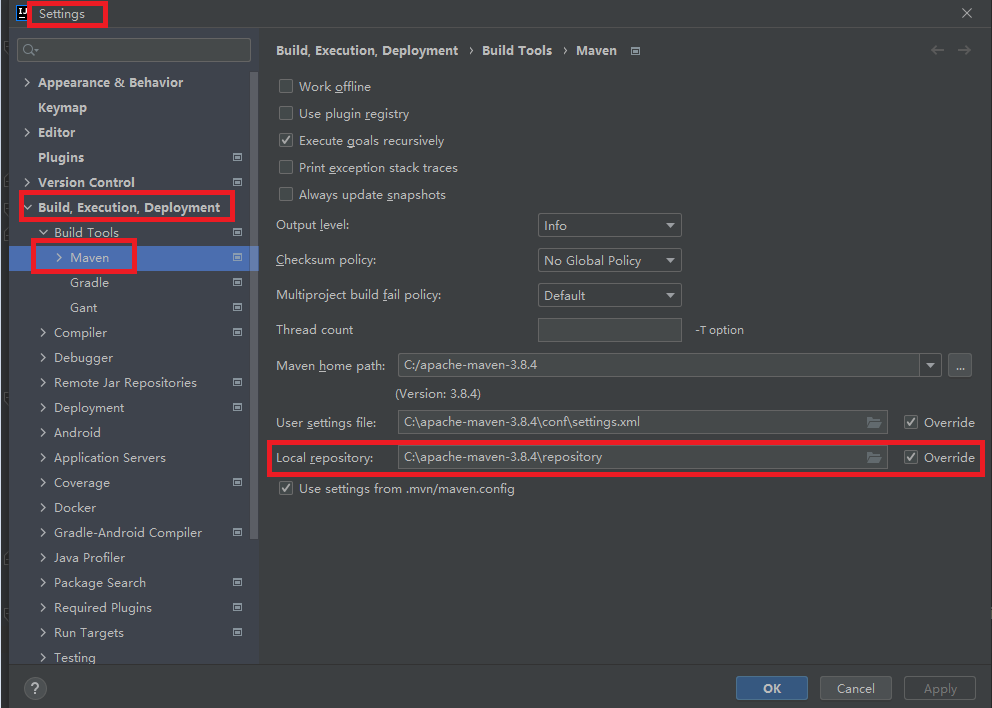 IJ Settings
Appearance & Behavior
Keymap
Editor
Plugins
Version Control
Build, Execution, Deployment
Build Tools
Maven
Gradle
Gant
Compiler
Debugger
Remote Jar Repositories
Deployment
Android
Application Servers
Coverage
Docker
Gradle-Android Compiler
Java Profiler
Package Search
Required Plugins
Run Targets
Testing
Build, Execution, Deployment › Build Tools › Maven
Work offline
Use plugin registry
Execute goals recursively
Print exception stack traces
Always update snapshots
Output level: Info
Checksum policy: No Global Policy
Multiproject build fail policy: Default
Thread count -T option
Maven home path: C:/apache-maven-3.8.4 ...
(Version: 3.8.4)
User settings file: C:\apache-maven-3.8.4\conf\settings.xml Override
Local repository: C:\apache-maven-3.8.4\repository Override
Use settings from .mvn/maven.config
? OK Cancel Apply